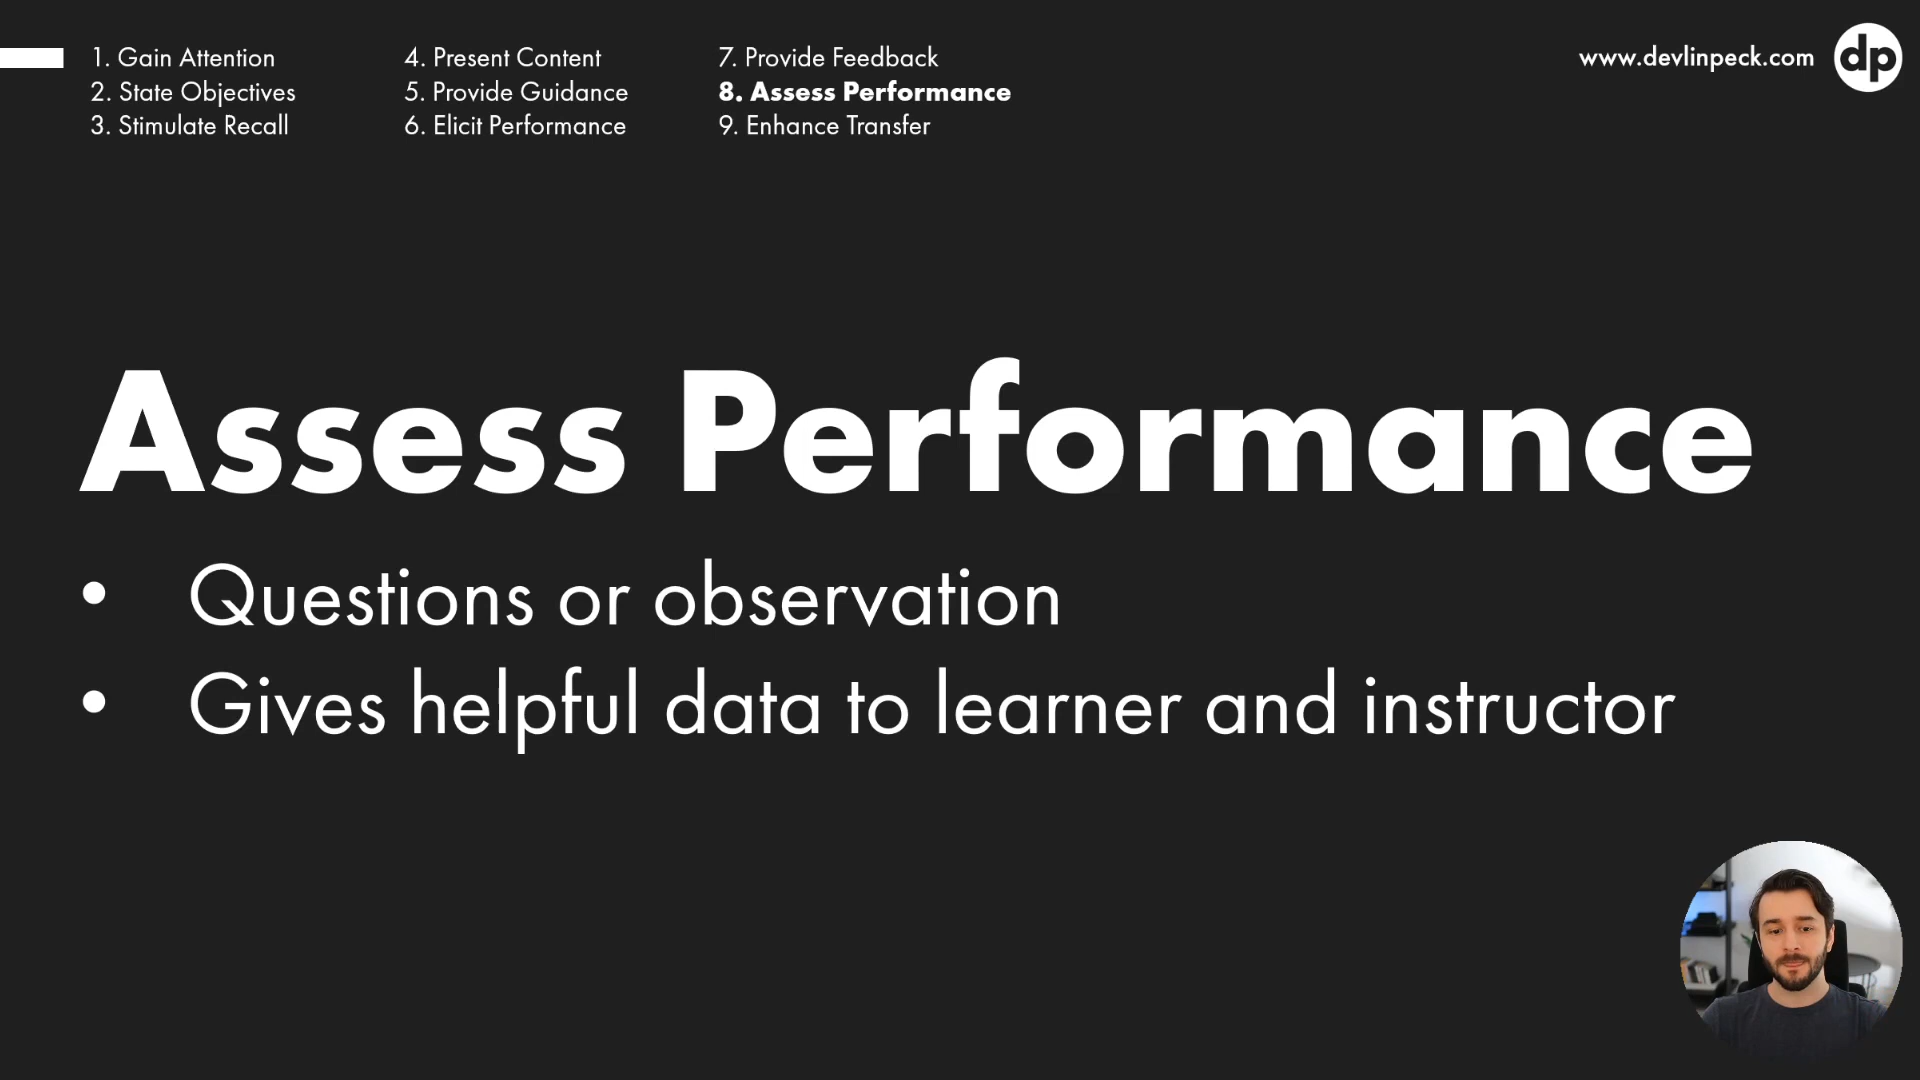 1. Gain Attention
2. State Objectives
3. Stimulate Recall
4. Present Content
5. Provide Guidance
6. Elicit Performance
7. Provide Feedback
8. Assess Performance
9. Enhance Transfer
www.devlinpeck.com
dp
Assess Performance
• Questions or observation
• Gives helpful data to learner and instructor